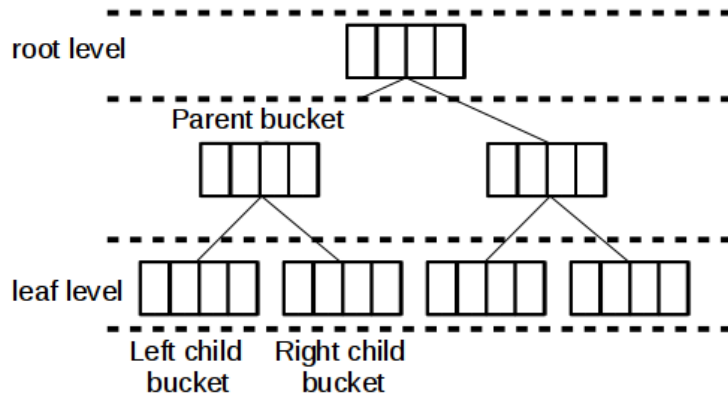 root level
Parent bucket
leaf level
Left child
bucket
Right child
bucket